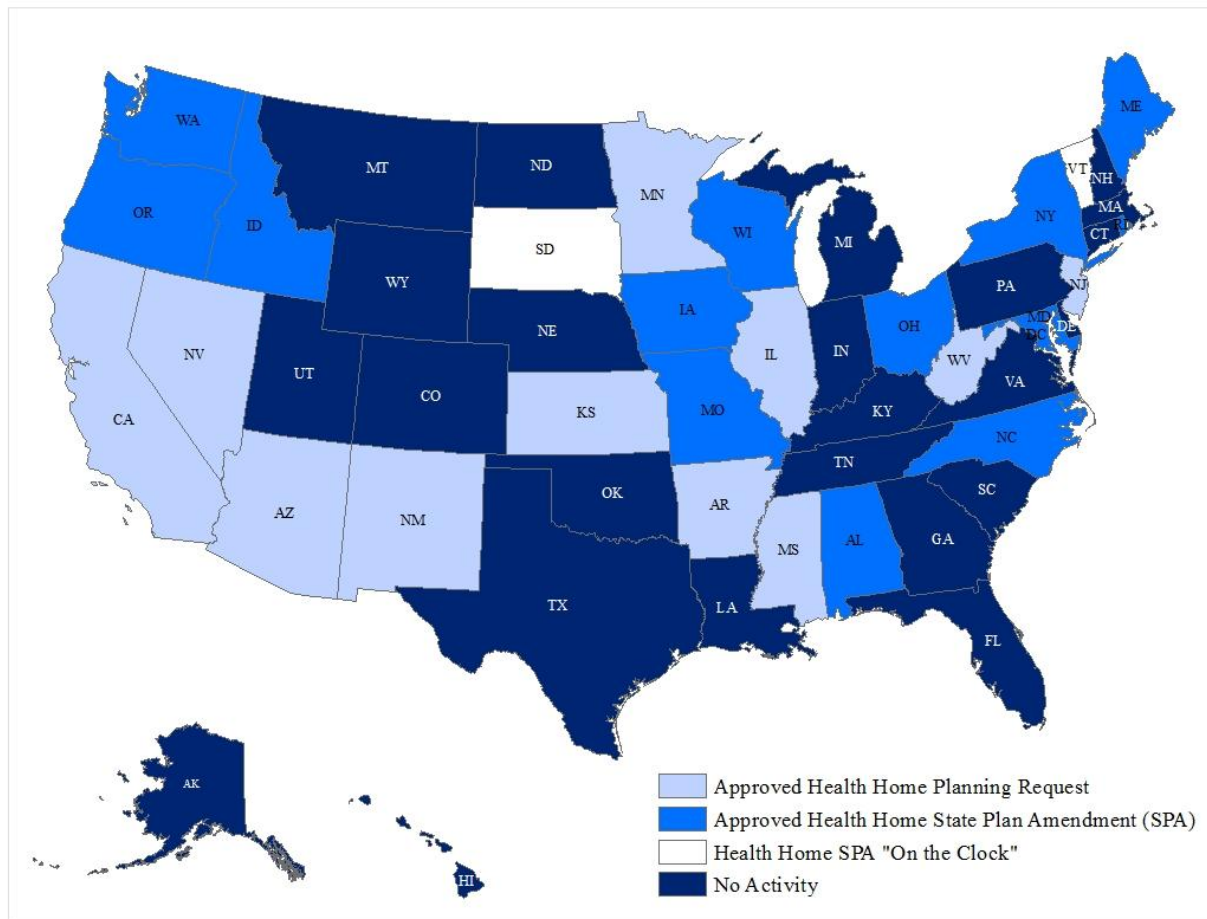 ME
WA
VT
MT
ND
NH
MN
MA
OR
NY
ID
WI
CT
RI
SD
MI
WY
PA
NJ
IA
NE
MD
OH
DE
DC
NV
IL
IN
UT
WV
CO
VA
CA
KS
MO
KY
NC
TN
OK
AZ
NM
AR
SC
MS
AL
GA
TX
LA
FL
AK
HI
Approved Health Home Planning Request
Approved Health Home State Plan Amendment (SPA)
Health Home SPA "On the Clock"
No Activity